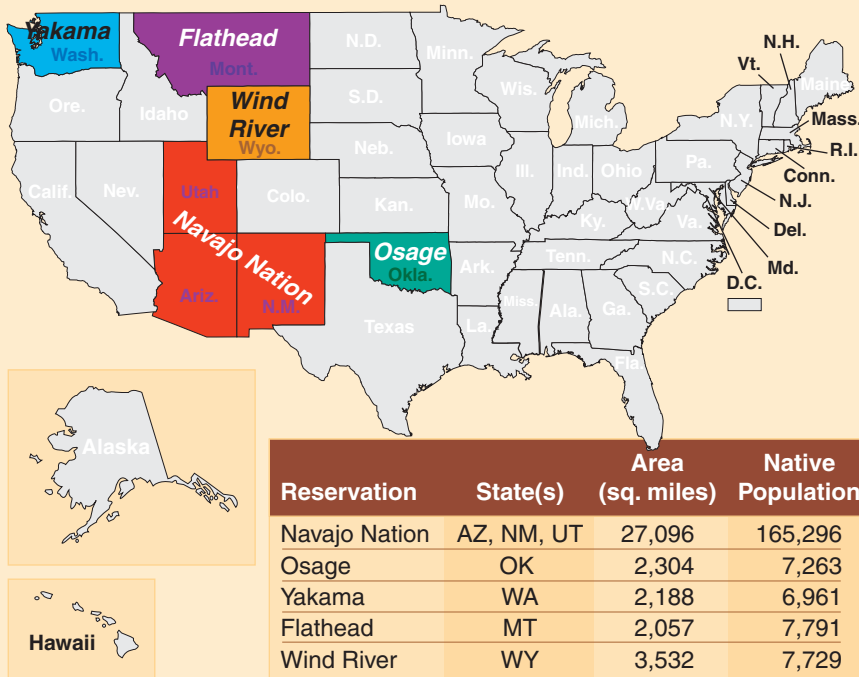 Yakama
Wash.
Flathead
Mont.
N.D.
Minn.
N.H.
Vt.
Maine
Ore.
Idaho
Wind
River
Wyo.
S.D.
Wis.
Mich.
N.Y.
Mass.
R.I.
Conn.
N.J.
Del.
Md.
D.C.
Calif.
Nev.
Utah
Colo.
Neb.
Iowa
Ill.
Ind.
Ohio
Pa.
Kan.
Mo.
Ky.
W.Va.
Va.
Navajo Nation
Ariz.
N.M.
Osage
Okla.
Ark.
Tenn.
N.C.
S.C.
Texas
La.
Miss.
Ala.
Ga.
Fla.
Alaska
Hawaii
Reservation State(s) Area (sq. miles) Native Population
Navajo Nation AZ, NM, UT 27,096 165,296
Osage OK 2,304 7,263
Yakama WA 2,188 6,961
Flathead MT 2,057 7,791
Wind River WY 3,532 7,729